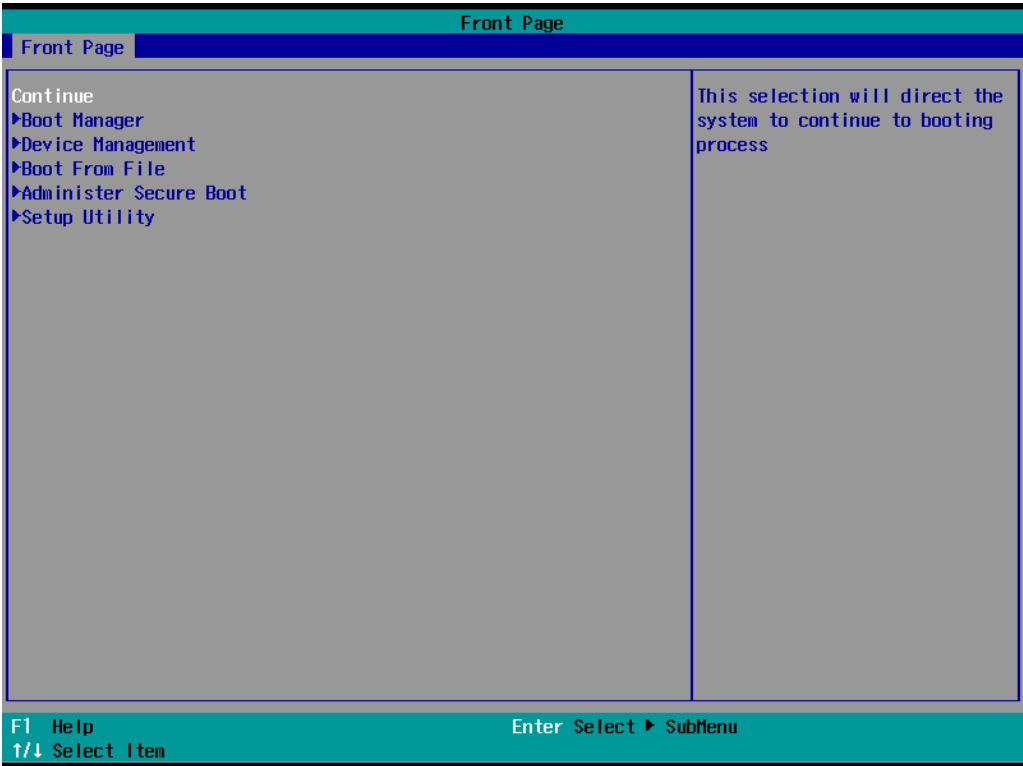 Front Page
Front Page
Continue
▶Boot Manager
▶Device Management
▶Boot From File
▶Administer Secure Boot
▶Setup Utility
This selection will direct the
system to continue to booting
process
F1 Help
Enter Select ▶ SubMenu
↑/↓ Select Item